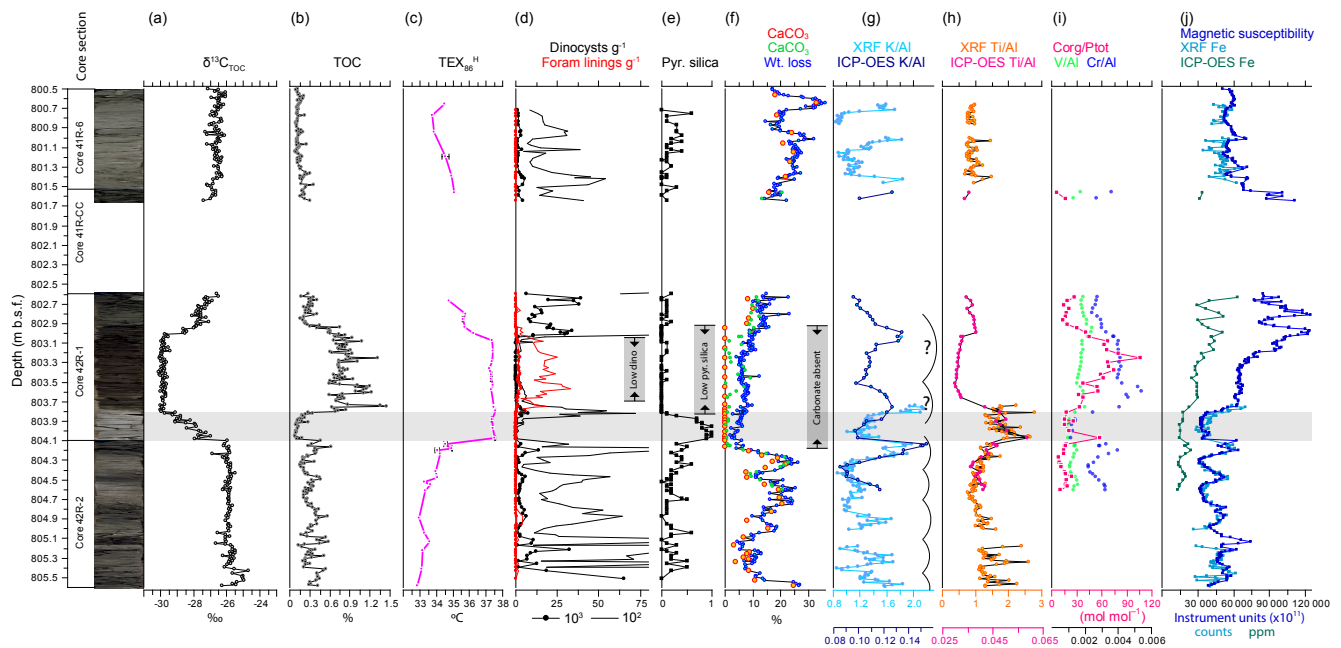 (a) (b) (c) (d) (e) (f) (g) (h) (i) (j)
Core section
δ¹³C_TOC
TOC
TEX₈₆ᴴ
Dinocysts g⁻¹
Foram linings g⁻¹
Pyr. silica
CaCO₃
CaCO₃
Wt. loss
XRF K/Al
ICP-OES K/Al
XRF Ti/Al
ICP-OES Ti/Al
Corg/Ptot
V/Al Cr/Al
Magnetic susceptibility
XRF Fe
ICP-OES Fe
Depth (m b.s.f.)
800.5
800.7
800.9
801.1
801.3
801.5
801.7
801.9
802.1
802.3
802.5
802.7
802.9
803.1
803.3
803.5
803.7
803.9
804.1
804.3
804.5
804.7
804.9
805.1
805.3
805.5
Core 41R-6
Core 41R-CC
Core 42R-1
Core 42R-2
Low dino
Low pyr. silica
Carbonate absent
?
?
-30 -28 -26 -24
‰
0 0.3 0.6 0.9 1.2 1.5
%
33 34 35 36 37 38
ºC
0 25 50 75
10³ 10²
0 1
0 10 20 30
%
0.8 1.2 1.6 2.0
0.08 0.10 0.12 0.14
0 1 2 3
0.025 0.045 0.065
0 30 60 90 120
(mol mol⁻¹)
0.002 0.004 0.006
30 000 60 000 90 000 120 000
Instrument units (x10¹¹)
counts ppm